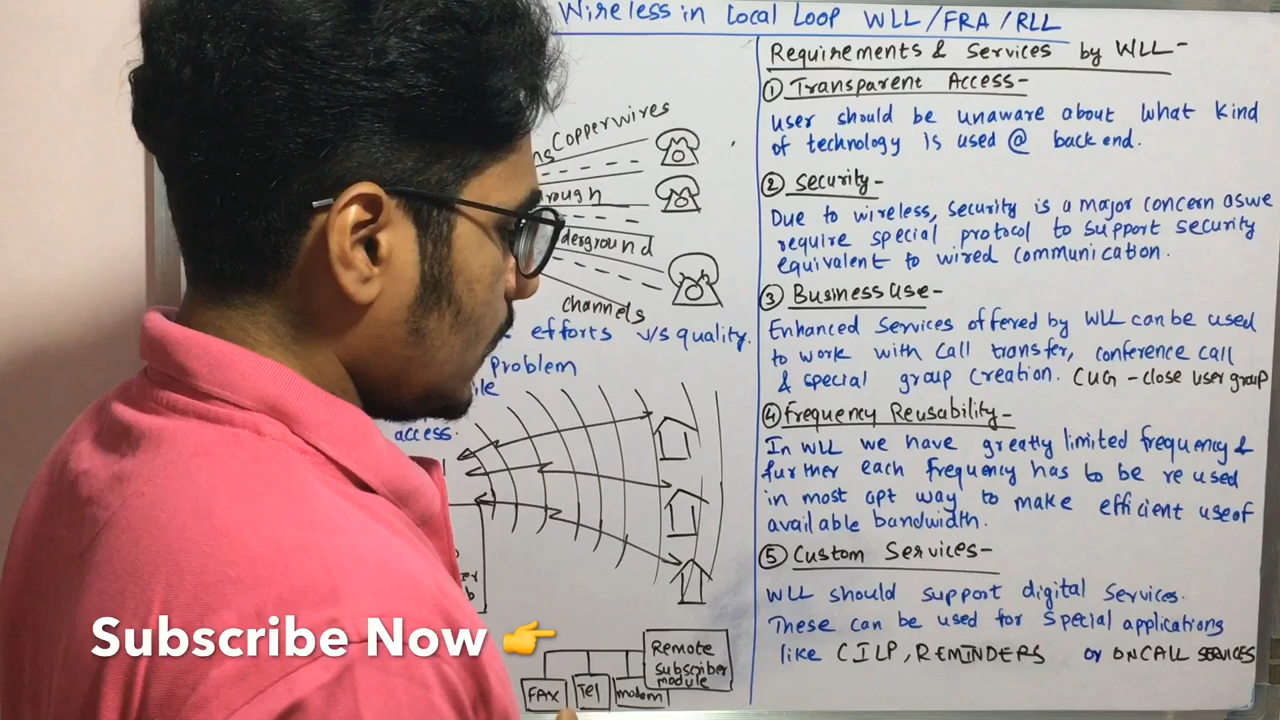 Wireless in Local Loop WLL/FRA/RLL
Copperwires
derground
channels
efforts v/s quality.
problem
access.
Remote
subscriber
module
FAX Tel modem
Requirements & Services by WLL-
① Transparent Access-
user should be unaware about what kind
of technology is used @ back end.
② Security-
Due to wireless, security is a major concern aswe
require special protocol to support security
equivalent to wired communication.
③ Business Use-
Enhanced services offered by WLL can be used
to work with call transfer, conference call
& special group creation. CUG - close user group
④ Frequency Reusability-
In WLL we have greatly limited frequency &
further each frequency has to be re used
in most apt way to make efficient use of
available bandwidth.
⑤ Custom Services-
WLL should support digital services.
These can be used for special applications
like CILP, REMINDERS or ONCALL SERVICES
Subscribe Now 👉